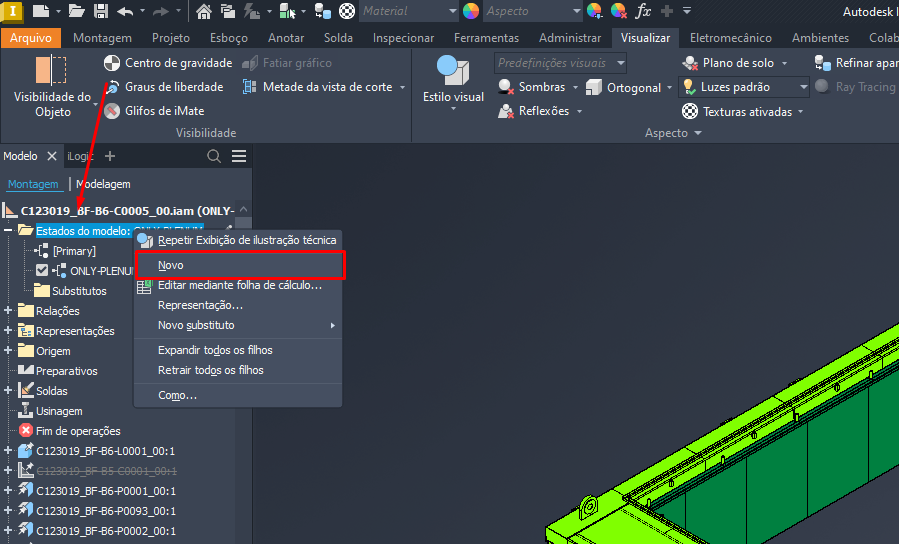 I Material Aspecto fx Autodesk I
Arquivo Montagem Projeto Esboço Anotar Solda Inspecionar Ferramentas Administrar Visualizar Eletromecânico Ambientes Colab
Visibilidade do Objeto
Centro de gravidade
Graus de liberdade
Glifos de iMate
Fatiar gráfico
Metade da vista de corte
Visibilidade
Estilo visual
Predefinições visuais
Sombras
Reflexões
Ortogonal
Plano de solo
Luzes padrão
Texturas ativadas
Refinar apar
Ray Tracing
Aspecto
Modelo iLogic
Montagem | Modelagem
C123019_BF-B6-C0005_00.iam (ONLY-
Estados do modelo: ONLY-PLENUM
[Primary]
ONLY-PLENU
Substitutos
Relações
Representações
Origem
Preparativos
Soldas
Usinagem
Fim de operações
C123019_BF-B6-L0001_00:1
C123019_BF-B5-C0001_00:1
C123019_BF-B6-P0001_00:1
C123019_BF-B6-P0093_00:1
C123019_BF-B6-P0002_00:1
Repetir Exibição de ilustração técnica
Novo
Editar mediante folha de cálculo...
Representação...
Novo substituto
Expandir todos os filhos
Retrair todos os filhos
Como...